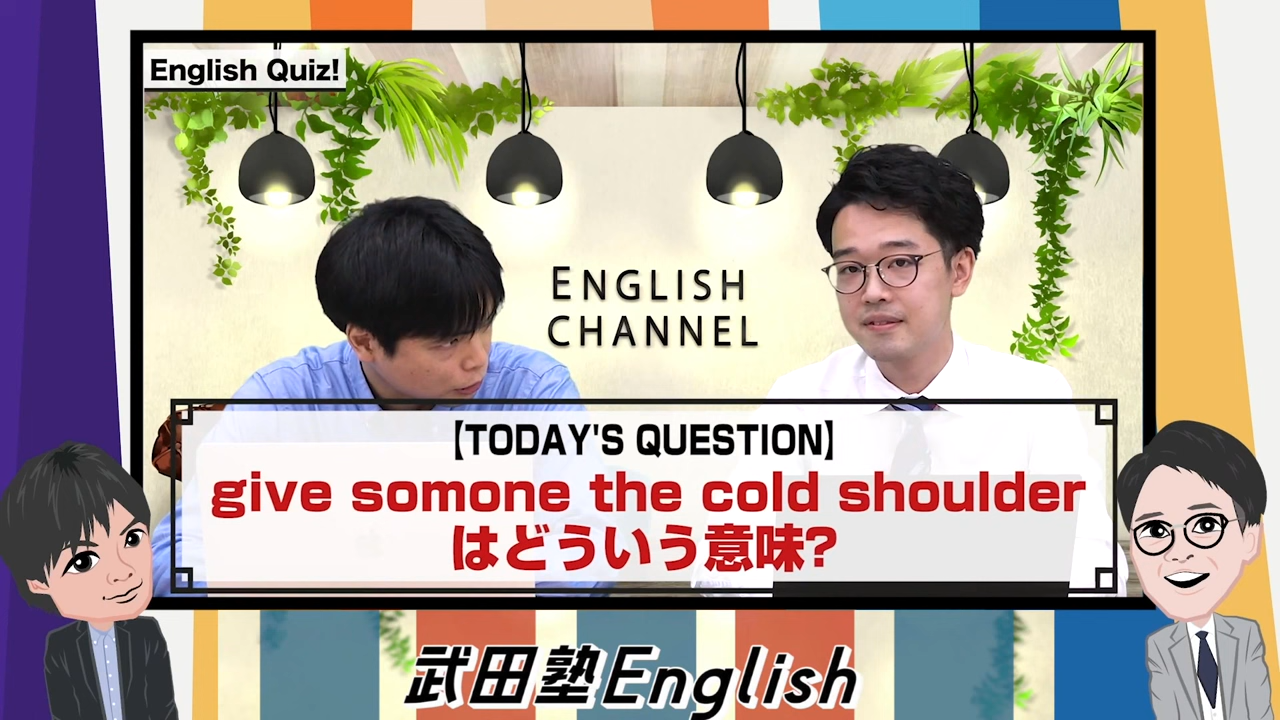 English Quiz!
ENGLISH
CHANNEL
【TODAY'S QUESTION】
give somone the cold shoulder
はどういう意味?
武田塾English